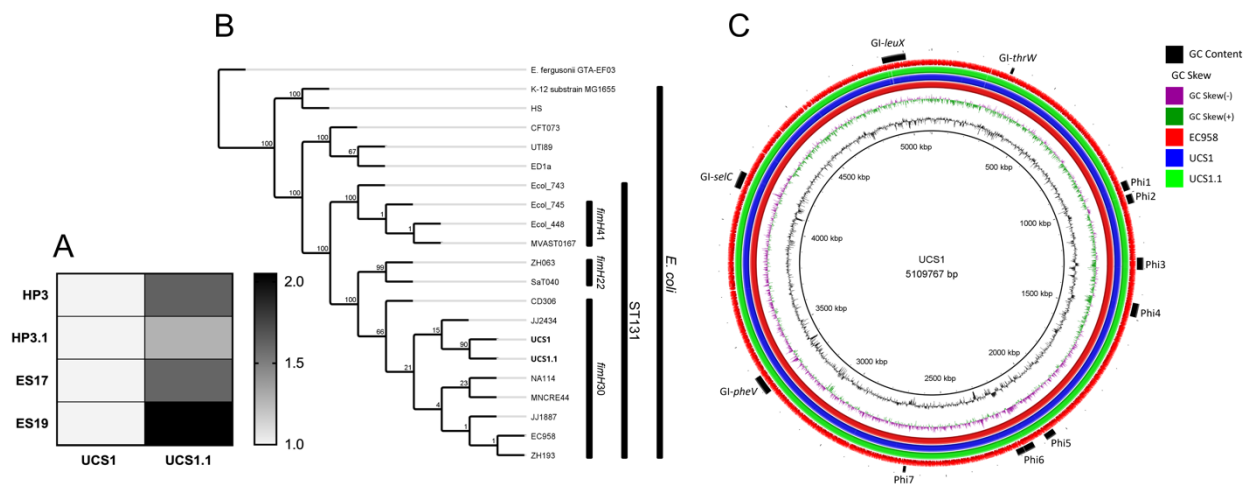 A
HP3
HP3.1
ES17
ES19
UCS1
UCS1.1
2.0
1.5
1.0
B
E. fergusonii GTA-EF03
K-12 substrain MG1655
HS
CFT073
UTI89
ED1a
Ecol_743
Ecol_745
Ecol_448
MVAST0167
ZH063
SaT040
CD306
JJ2434
UCS1
UCS1.1
NA114
MNCRE44
JJ1887
EC958
ZH193
100
100
100
67
100
100
1
1
100
99
100
66
15
90
21
23
4
1
1
fimH41
fimH22
fimH30
ST131
E. coli
C
GI-leuX
GI-thrW
Phi1
Phi2
Phi3
Phi4
Phi5
Phi6
Phi7
GI-pheV
GI-selC
5000 kbp
500 kbp
1000 kbp
1500 kbp
2000 kbp
2500 kbp
3000 kbp
3500 kbp
4000 kbp
4500 kbp
UCS1
5109767 bp
GC Content
GC Skew
GC Skew(-)
GC Skew(+)
EC958
UCS1
UCS1.1